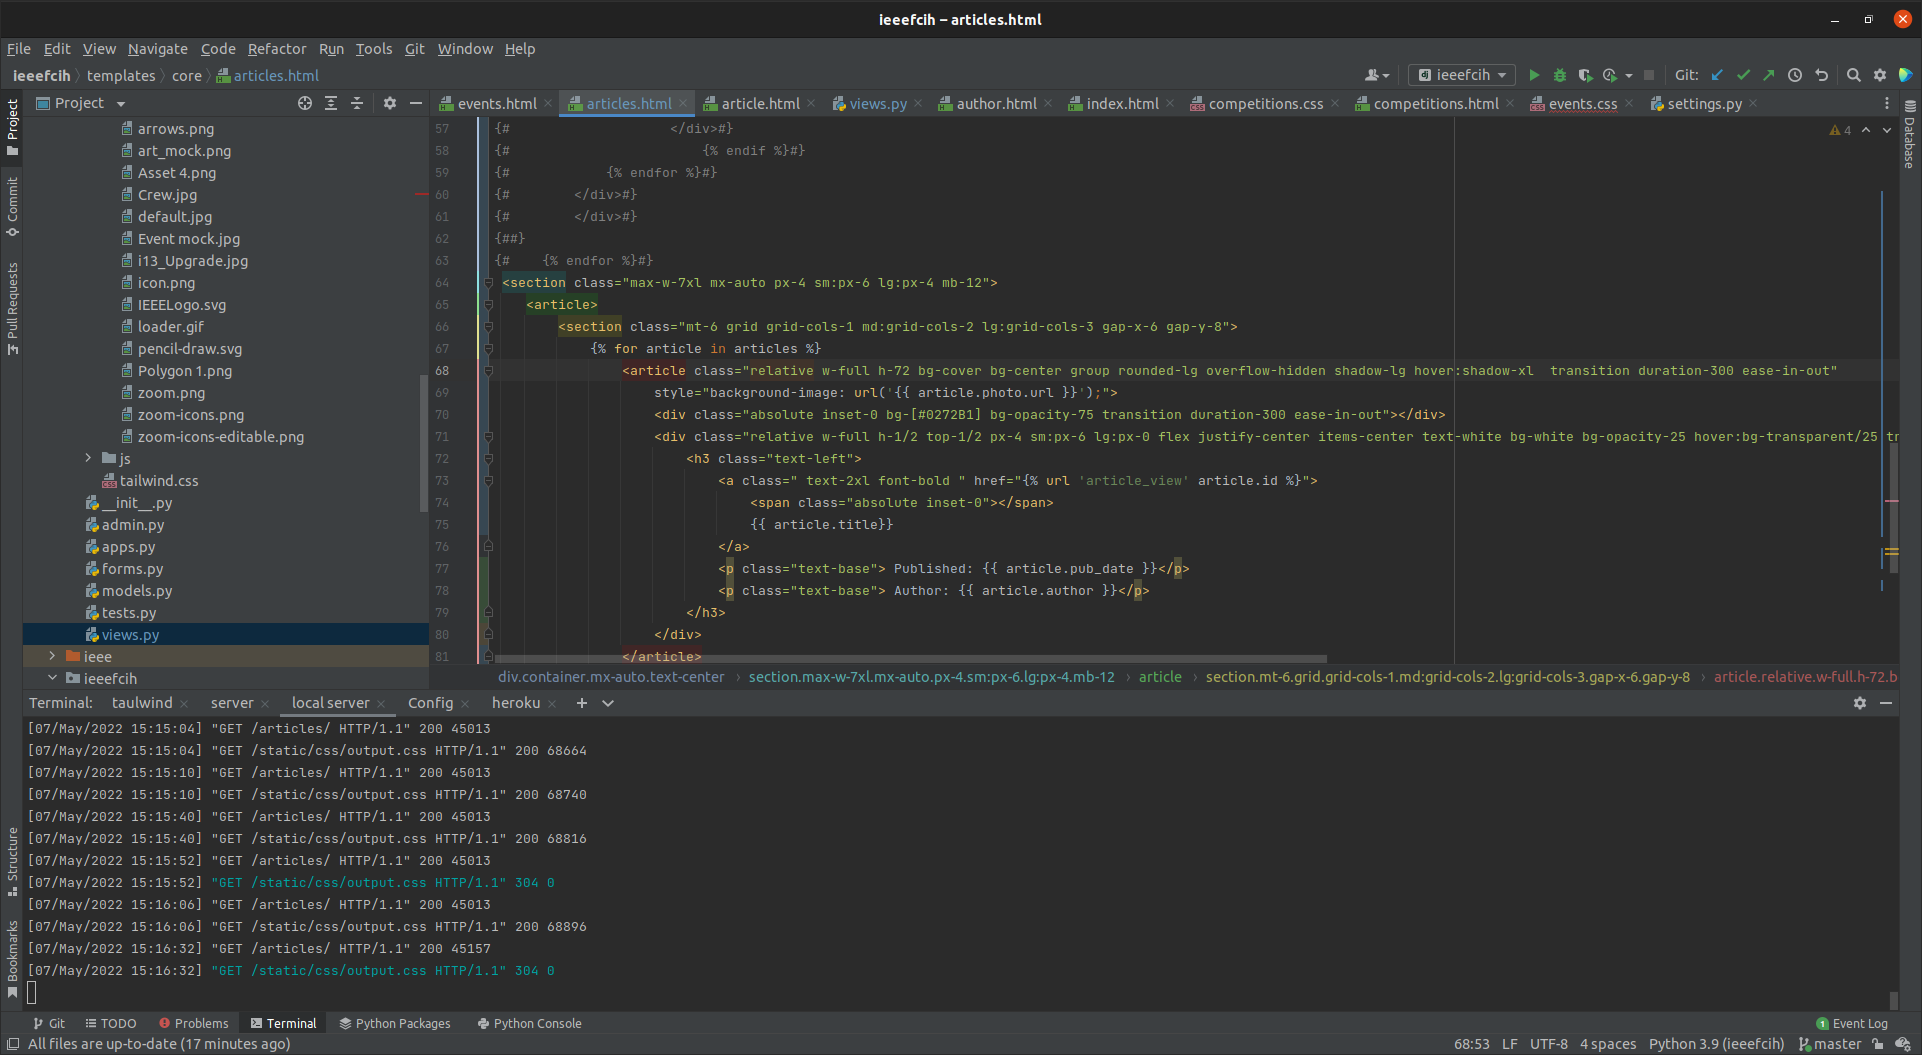 ieeefcih – articles.html
File Edit View Navigate Code Refactor Run Tools Git Window Help
ieeefcih templates core articles.html
ieeefcih
Git:
Project
events.html articles.html article.html views.py author.html index.html competitions.css competitions.html events.css settings.py
Project
Commit
Pull Requests
Structure
Bookmarks
Database
arrows.png
art_mock.png
Asset 4.png
Crew.jpg
default.jpg
Event mock.jpg
i13_Upgrade.jpg
icon.png
IEEELogo.svg
loader.gif
pencil-draw.svg
Polygon 1.png
zoom.png
zoom-icons.png
zoom-icons-editable.png
js
tailwind.css
__init__.py
admin.py
apps.py
forms.py
models.py
tests.py
views.py
ieee
ieeefcih
4
57 {#                    </div>#}
58 {#                        {% endif %}#}
59 {#            {% endfor %}#}
60 {#        </div>#}
61 {#        </div>#}
62 {##}
63 {#    {% endfor %}#}
64 <section class="max-w-7xl mx-auto px-4 sm:px-6 lg:px-4 mb-12">
65 <article>
66 <section class="mt-6 grid grid-cols-1 md:grid-cols-2 lg:grid-cols-3 gap-x-6 gap-y-8">
67 {% for article in articles %}
68 <article class="relative w-full h-72 bg-cover bg-center group rounded-lg overflow-hidden shadow-lg hover:shadow-xl  transition duration-300 ease-in-out"
69 style="background-image: url('{{ article.photo.url }}');">
70 <div class="absolute inset-0 bg-[#0272B1] bg-opacity-75 transition duration-300 ease-in-out"></div>
71 <div class="relative w-full h-1/2 top-1/2 px-4 sm:px-6 lg:px-0 flex justify-center items-center text-white bg-white bg-opacity-25 hover:bg-transparent/25 tr
72 <h3 class="text-left">
73 <a class=" text-2xl font-bold " href="{% url 'article_view' article.id %}">
74 <span class="absolute inset-0"></span>
75 {{ article.title}}
76 </a>
77 <p class="text-base"> Published: {{ article.pub_date }}</p>
78 <p class="text-base"> Author: {{ article.author }}</p>
79 </h3>
80 </div>
81 </article>
div.container.mx-auto.text-center section.max-w-7xl.mx-auto.px-4.sm:px-6.lg:px-4.mb-12 article section.mt-6.grid.grid-cols-1.md:grid-cols-2.lg:grid-cols-3.gap-x-6.gap-y-8 article.relative.w-full.h-72.b
Terminal: taulwind server local server Config heroku
[07/May/2022 15:15:04] "GET /articles/ HTTP/1.1" 200 45013
[07/May/2022 15:15:04] "GET /static/css/output.css HTTP/1.1" 200 68664
[07/May/2022 15:15:10] "GET /articles/ HTTP/1.1" 200 45013
[07/May/2022 15:15:10] "GET /static/css/output.css HTTP/1.1" 200 68740
[07/May/2022 15:15:40] "GET /articles/ HTTP/1.1" 200 45013
[07/May/2022 15:15:40] "GET /static/css/output.css HTTP/1.1" 200 68816
[07/May/2022 15:15:52] "GET /articles/ HTTP/1.1" 200 45013
[07/May/2022 15:15:52] "GET /static/css/output.css HTTP/1.1" 304 0
[07/May/2022 15:16:06] "GET /articles/ HTTP/1.1" 200 45013
[07/May/2022 15:16:06] "GET /static/css/output.css HTTP/1.1" 200 68896
[07/May/2022 15:16:32] "GET /articles/ HTTP/1.1" 200 45157
[07/May/2022 15:16:32] "GET /static/css/output.css HTTP/1.1" 304 0
Git TODO Problems Terminal Python Packages Python Console
1 Event Log
All files are up-to-date (17 minutes ago)
68:53 LF UTF-8 4 spaces Python 3.9 (ieeefcih) master